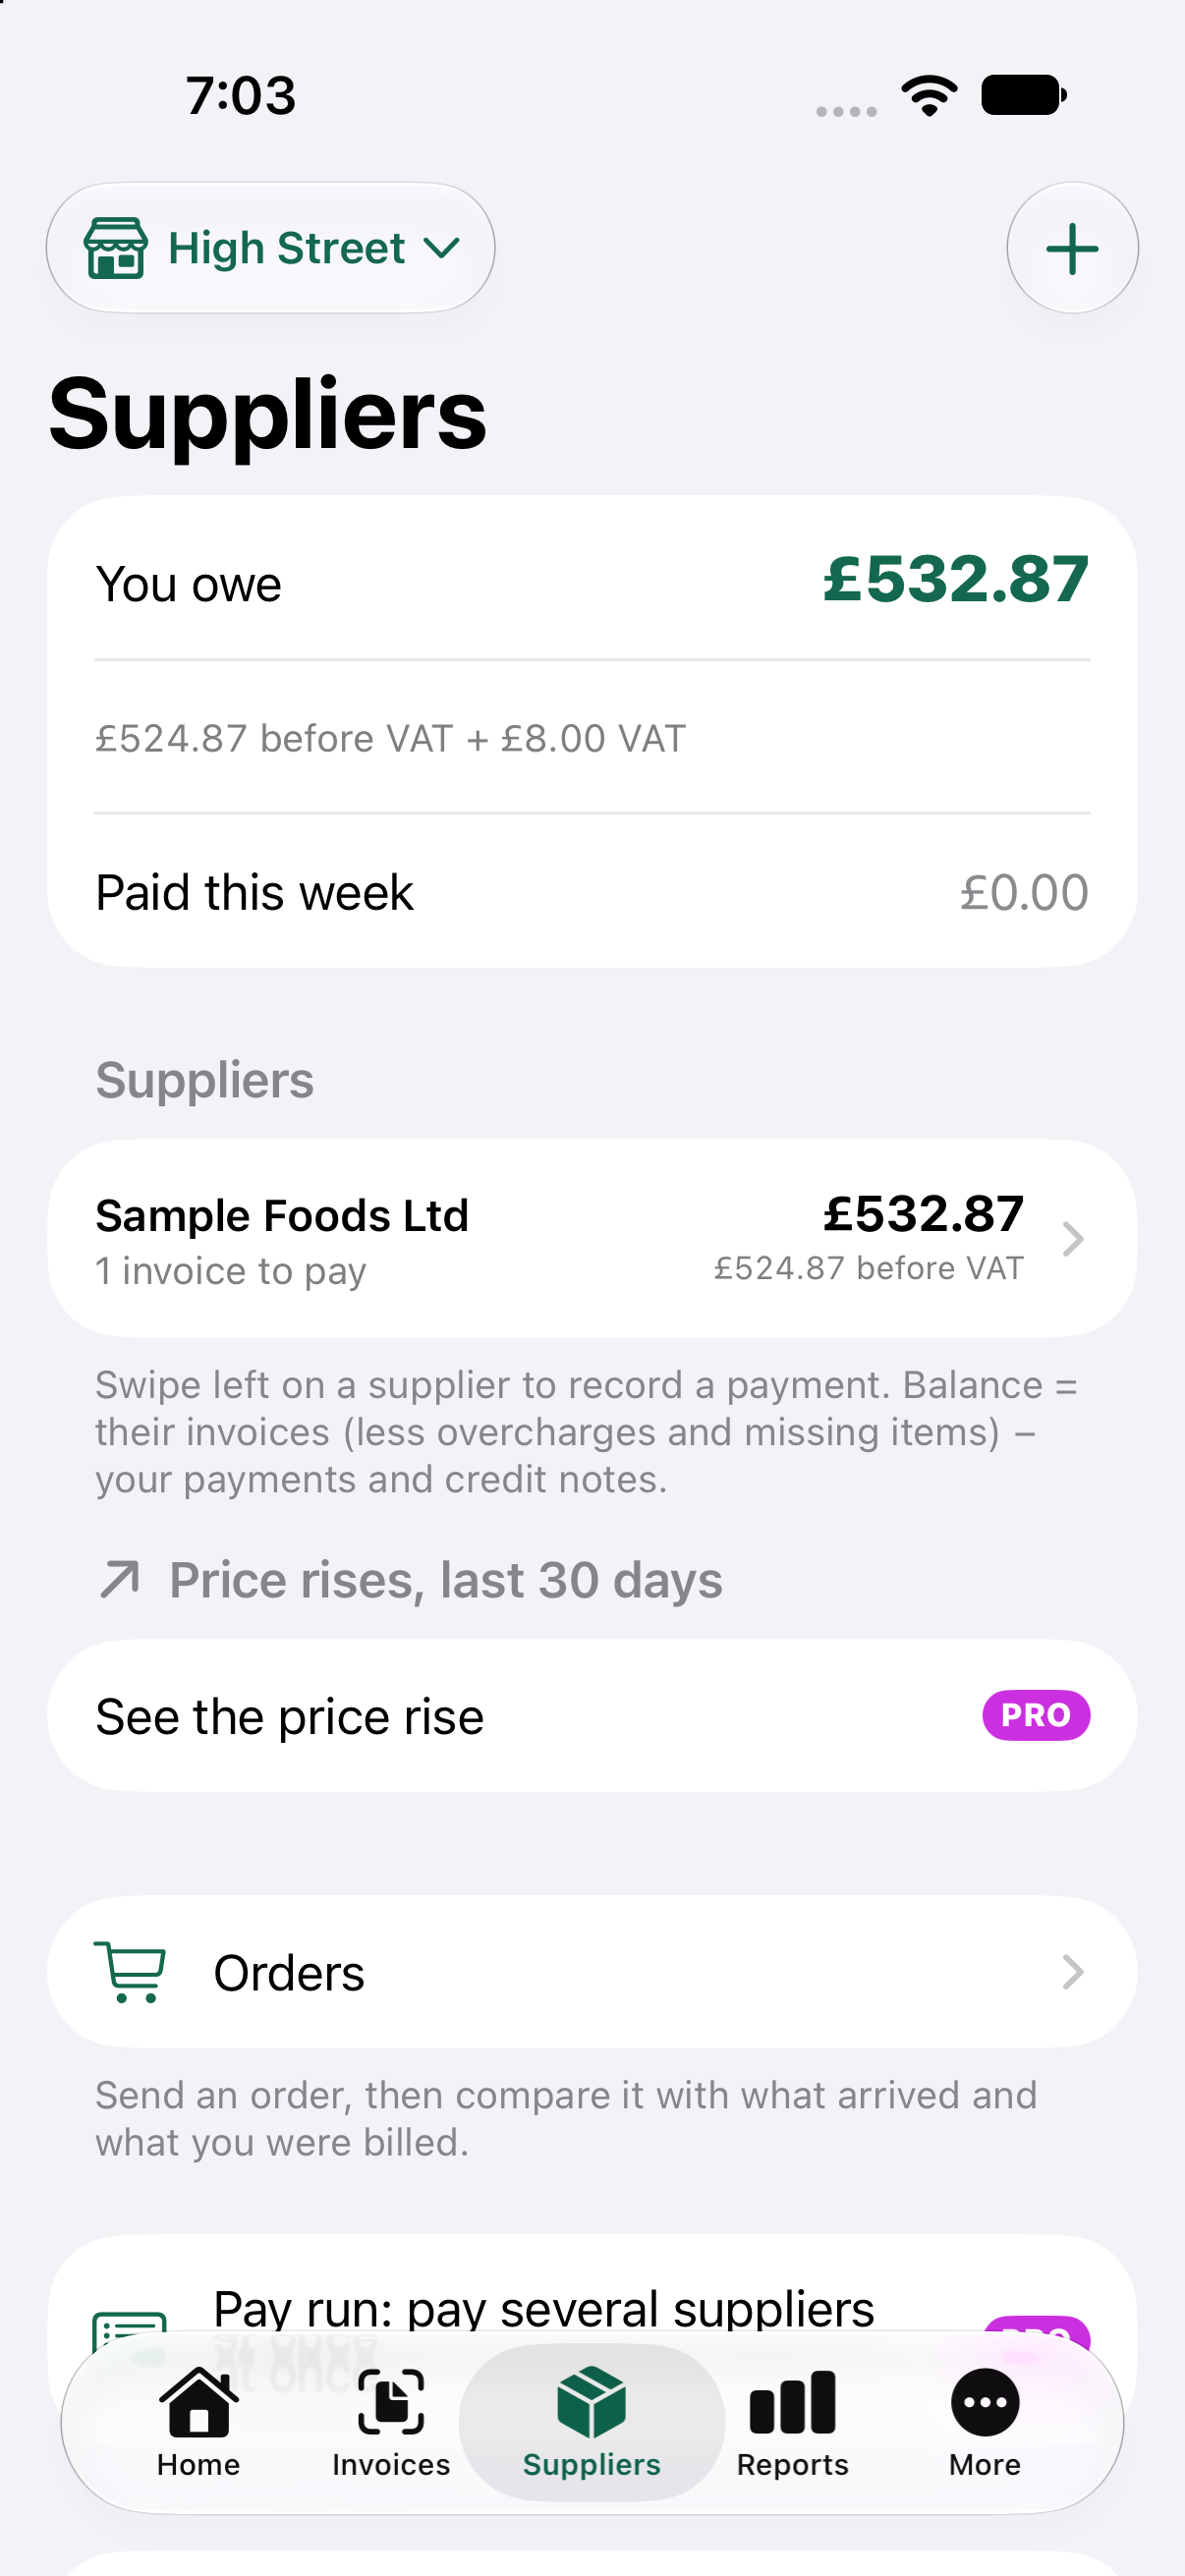 7:03
High Street
Suppliers
You owe
£532.87
£524.87 before VAT + £8.00 VAT
Paid this week
£0.00
Suppliers
Sample Foods Ltd
£532.87
1 invoice to pay
£524.87 before VAT
Swipe left on a supplier to record a payment. Balance =
their invoices (less overcharges and missing items) –
your payments and credit notes.
Price rises, last 30 days
See the price rise
PRO
Orders
Send an order, then compare it with what arrived and
what you were billed.
Pay run: pay several suppliers
at once
PRO
Home
Invoices
Suppliers
Reports
More